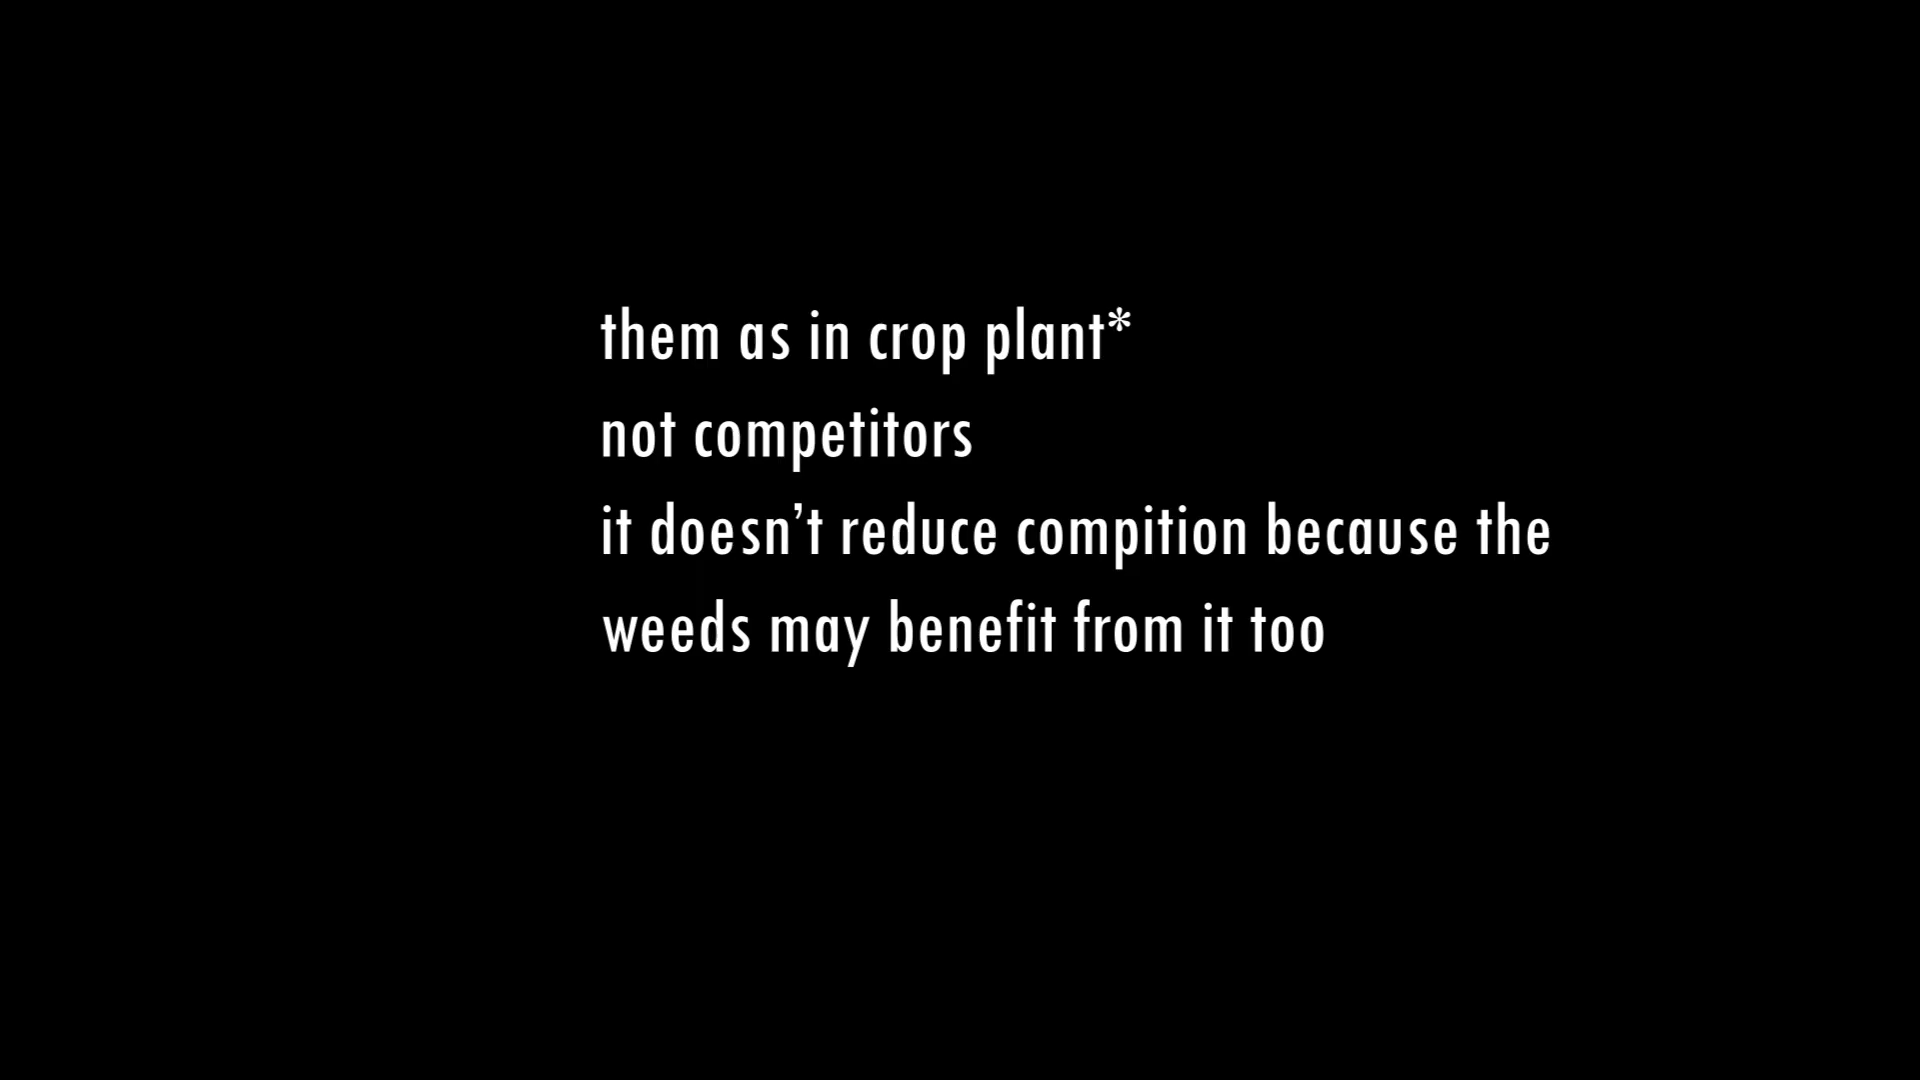 them as in crop plant*
not competitors
it doesn’t reduce compition because the
weeds may benefit from it too